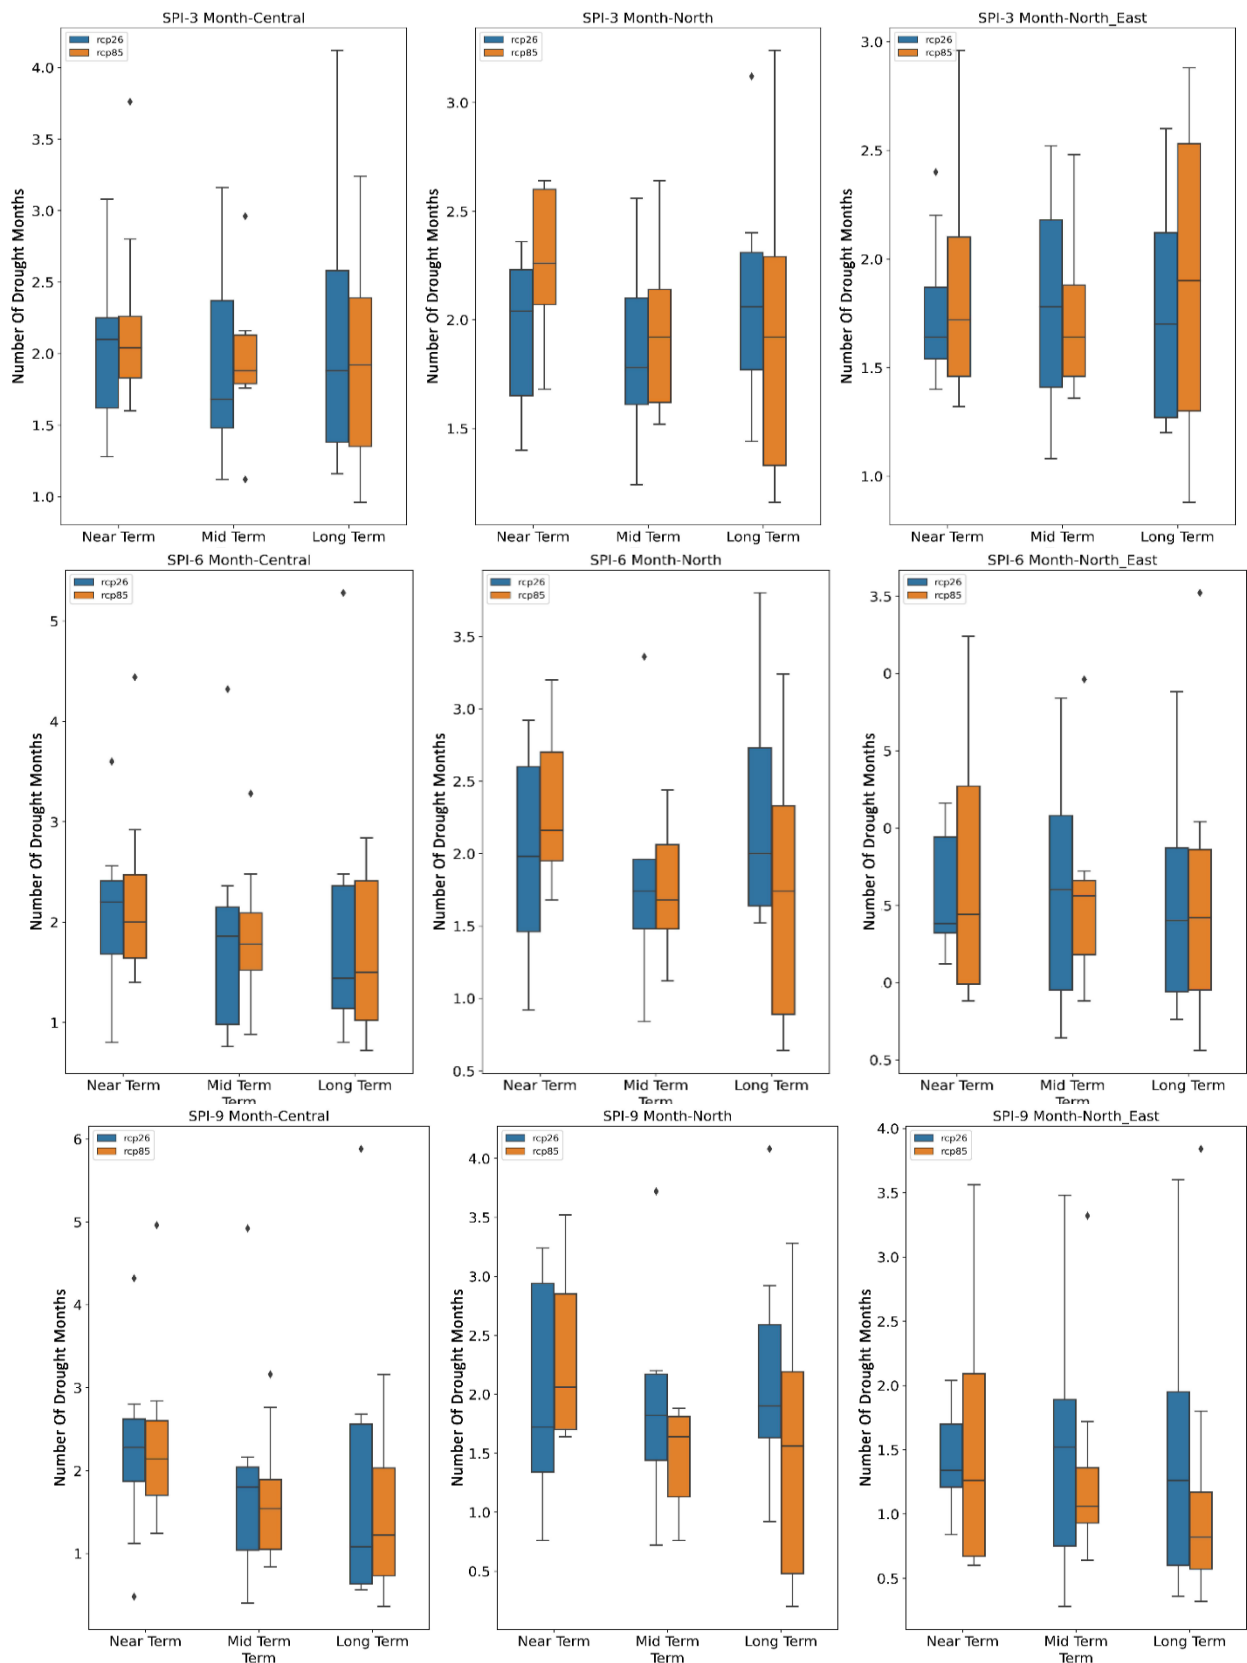 SPI-3 Month-Central
rcp26
rcp85
Number Of Drought Months
4.0
3.5
3.0
2.5
2.0
1.5
1.0
Near Term
Mid Term
Long Term
SPI-3 Month-North
rcp26
rcp85
Number Of Drought Months
3.0
2.5
2.0
1.5
Near Term
Mid Term
Long Term
SPI-3 Month-North_East
rcp26
rcp85
Number Of Drought Months
3.0
2.5
2.0
1.5
1.0
Near Term
Mid Term
Long Term
SPI-6 Month-Central
rcp26
rcp85
Number Of Drought Months
5
4
3
2
1
Near Term
Mid Term
Long Term
Term
SPI-6 Month-North
rcp26
rcp85
Number Of Drought Months
3.5
3.0
2.5
2.0
1.5
1.0
0.5
Near Term
Mid Term
Long Term
Term
SPI-6 Month-North_East
rcp26
rcp85
Number Of Drought Months
3.5
0
5
0
5
0
0.5
Near Term
Mid Term
Long Term
Term
SPI-9 Month-Central
rcp26
rcp85
Number Of Drought Months
6
5
4
3
2
1
Near Term
Mid Term
Long Term
Term
SPI-9 Month-North
rcp26
rcp85
Number Of Drought Months
4.0
3.5
3.0
2.5
2.0
1.5
1.0
0.5
Near Term
Mid Term
Long Term
Term
SPI-9 Month-North_East
rcp26
rcp85
Number Of Drought Months
4.0
3.5
3.0
2.5
2.0
1.5
1.0
0.5
Near Term
Mid Term
Long Term
Term